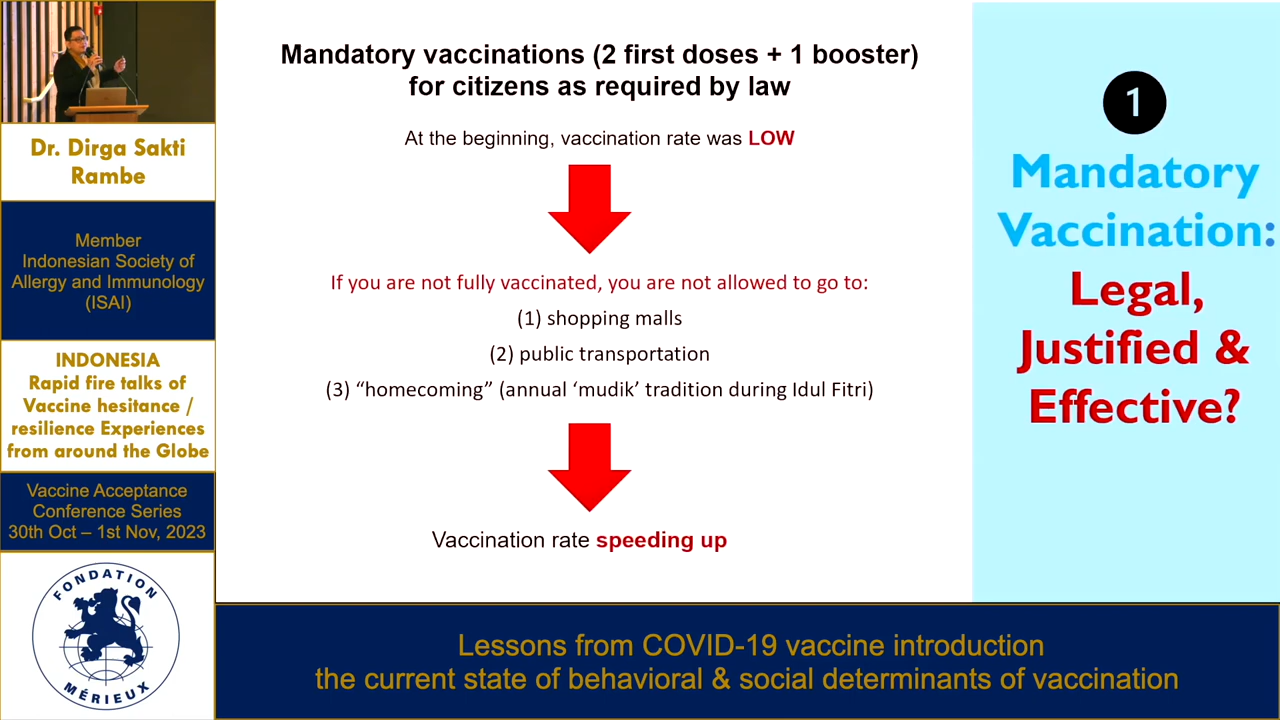 Dr. Dirga Sakti
Rambe
Member
Indonesian Society of
Allergy and Immunology
(ISAI)
INDONESIA
Rapid fire talks of
Vaccine hesitance /
resilience Experiences
from around the Globe
Vaccine Acceptance
Conference Series
30th Oct – 1st Nov, 2023
FONDATION
MÉRIEUX
Mandatory vaccinations (2 first doses + 1 booster)
for citizens as required by law
At the beginning, vaccination rate was LOW
If you are not fully vaccinated, you are not allowed to go to:
(1) shopping malls
(2) public transportation
(3) “homecoming” (annual ‘mudik’ tradition during Idul Fitri)
Vaccination rate speeding up
1
Mandatory
Vaccination:
Legal,
Justified &
Effective?
Lessons from COVID-19 vaccine introduction
the current state of behavioral & social determinants of vaccination